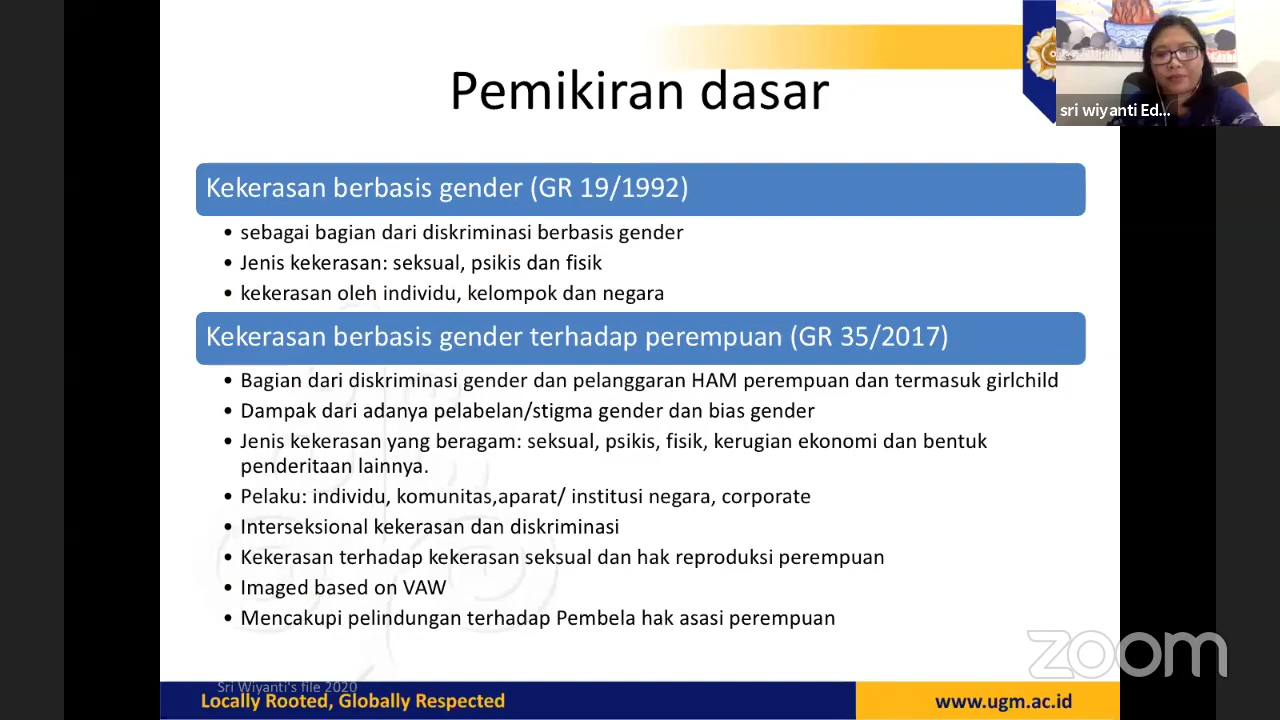 Pemikiran dasar
sri wiyanti Ed...
Kekerasan berbasis gender (GR 19/1992)
• sebagai bagian dari diskriminasi berbasis gender
• Jenis kekerasan: seksual, psikis dan fisik
• kekerasan oleh individu, kelompok dan negara
Kekerasan berbasis gender terhadap perempuan (GR 35/2017)
• Bagian dari diskriminasi gender dan pelanggaran HAM perempuan dan termasuk girlchild
• Dampak dari adanya pelabelan/stigma gender dan bias gender
• Jenis kekerasan yang beragam: seksual, psikis, fisik, kerugian ekonomi dan bentuk
penderitaan lainnya.
• Pelaku: individu, komunitas,aparat/ institusi negara, corporate
• Interseksional kekerasan dan diskriminasi
• Kekerasan terhadap kekerasan seksual dan hak reproduksi perempuan
• Imaged based on VAW
• Mencakupi pelindungan terhadap Pembela hak asasi perempuan
zoom
Sri Wiyanti's file 2020
Locally Rooted, Globally Respected
www.ugm.ac.id